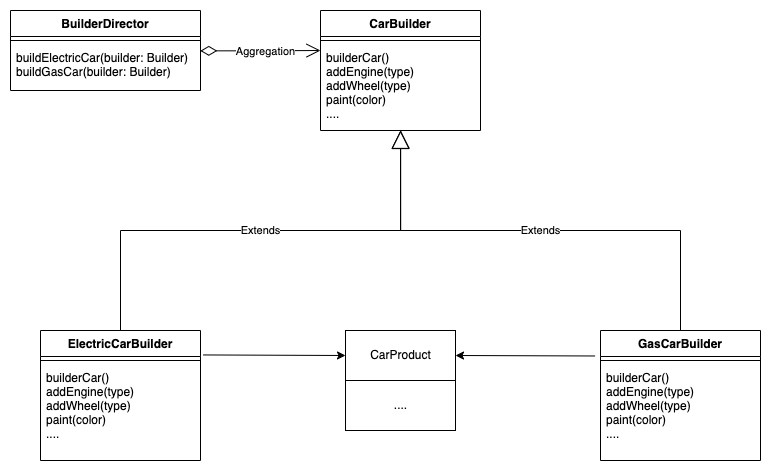 BuilderDirector
buildElectricCar(builder: Builder)
buildGasCar(builder: Builder)
Aggregation
CarBuilder
builderCar()
addEngine(type)
addWheel(type)
paint(color)
....
Extends
Extends
ElectricCarBuilder
builderCar()
addEngine(type)
addWheel(type)
paint(color)
....
CarProduct
....
GasCarBuilder
builderCar()
addEngine(type)
addWheel(type)
paint(color)
....